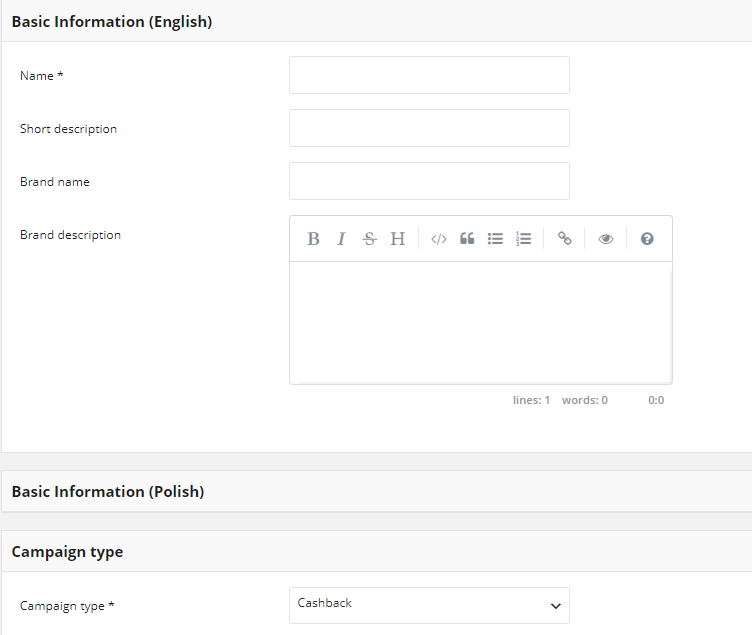 Basic Information (English)
Name *
Short description
Brand name
Brand description
B I S H
lines: 1 words: 0 0:0
Basic Information (Polish)
Campaign type
Campaign type * Cashback